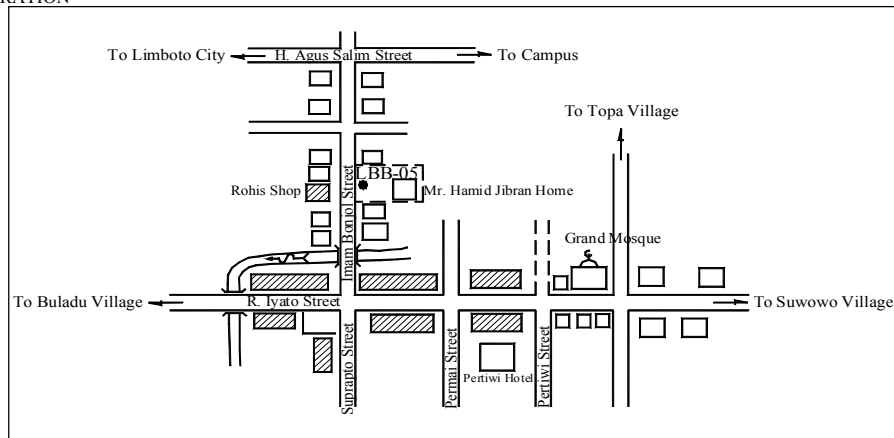 RATION
To Limboto City
H. Agus Salim Street
To Campus
To Topa Village
LBB-05
Rohis Shop
Mr. Hamid Jibran Home
Imam Bonjol Street
Grand Mosque
To Buladu Village
R. Iyato Street
To Suwowo Village
Suprapto Street
Permai Street
Pertiwi Street
Pertiwi Hotel